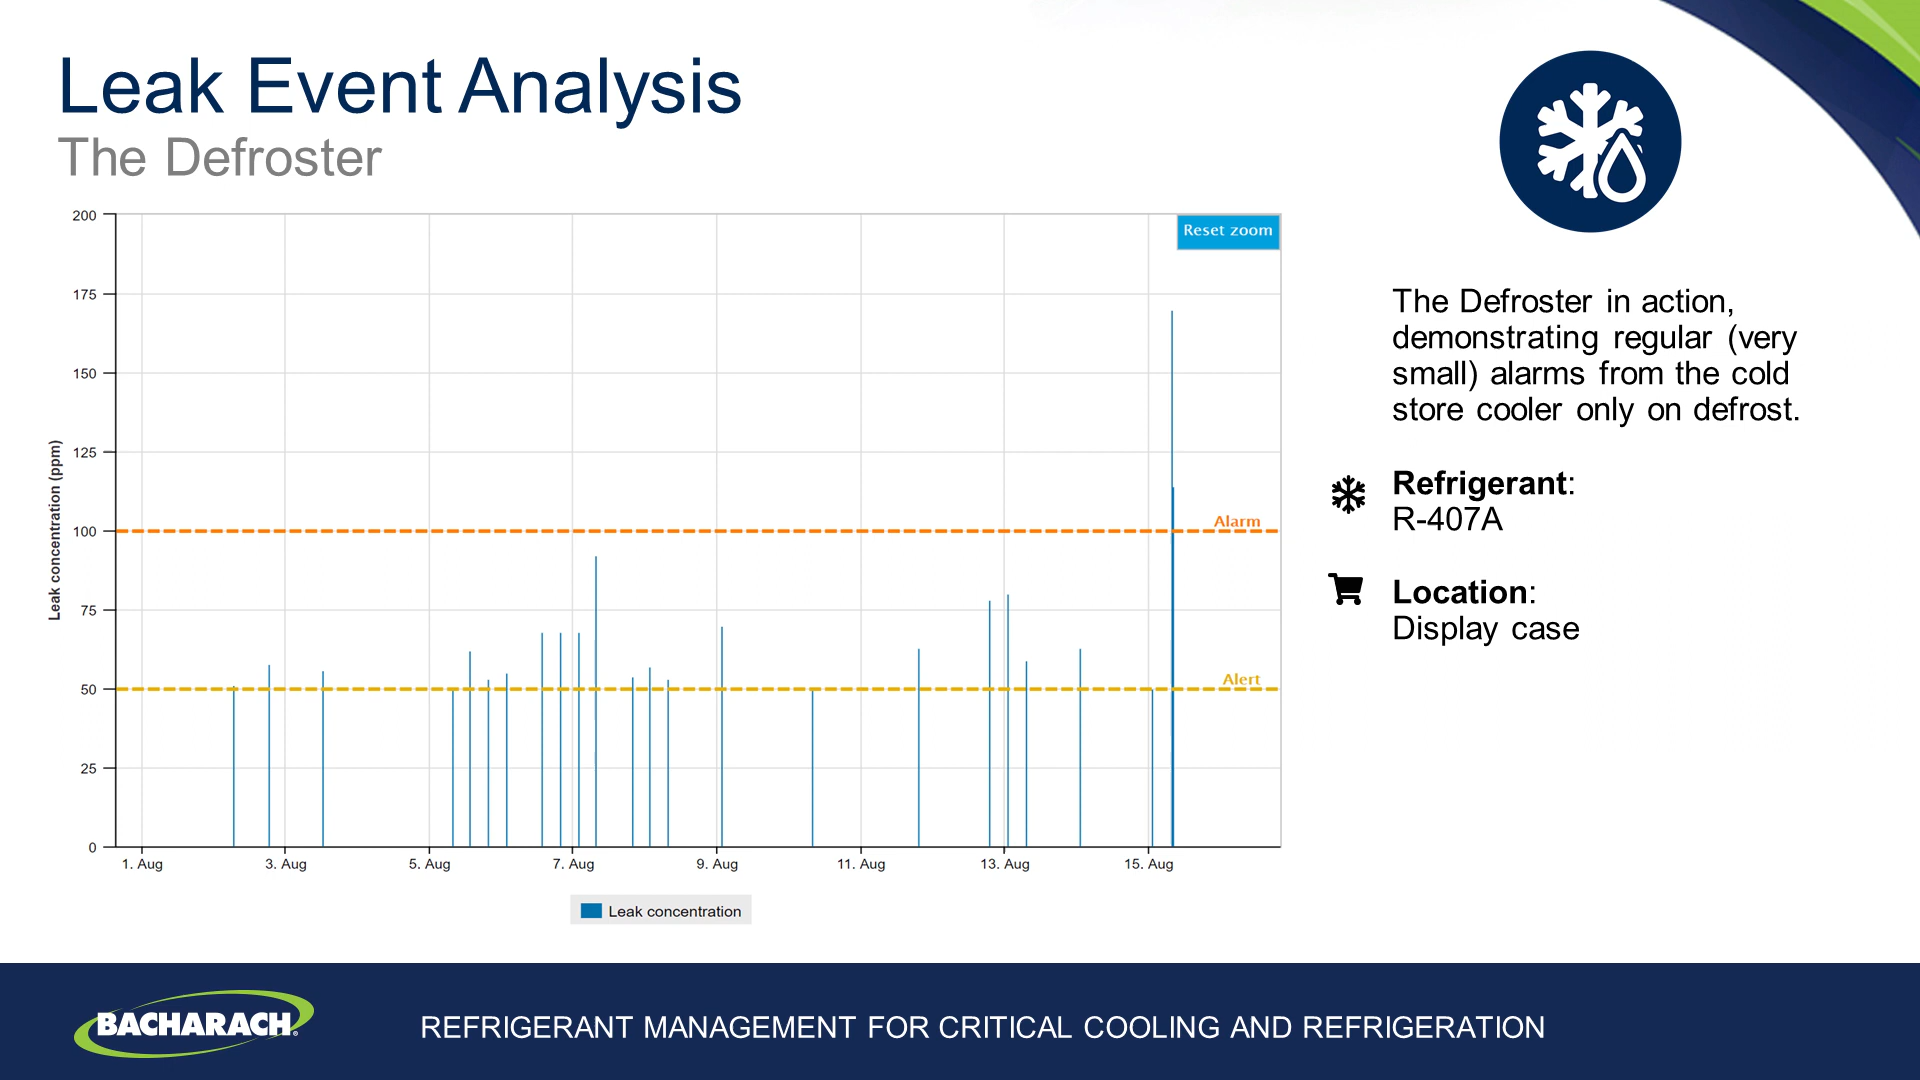 Leak Event Analysis
The Defroster
200
175
150
125
100
75
50
25
0
Leak concentration (ppm)
Reset zoom
Alarm
Alert
1. Aug
3. Aug
5. Aug
7. Aug
9. Aug
11. Aug
13. Aug
15. Aug
Leak concentration
The Defroster in action,
demonstrating regular (very
small) alarms from the cold
store cooler only on defrost.
Refrigerant:
R-407A
Location:
Display case
BACHARACH®
REFRIGERANT MANAGEMENT FOR CRITICAL COOLING AND REFRIGERATION